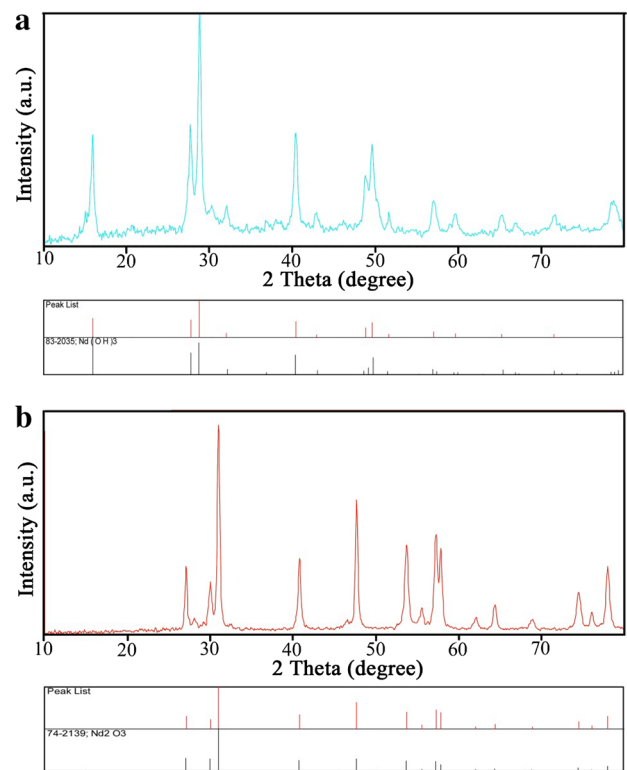 a
Intensity (a.u.)
10 20 30 40 50 60 70
2 Theta (degree)
Peak List
83-2035; Nd ( O H )3
b
Intensity (a.u.)
10 20 30 40 50 60 70
2 Theta (degree)
Peak List
74-2139; Nd2 O3